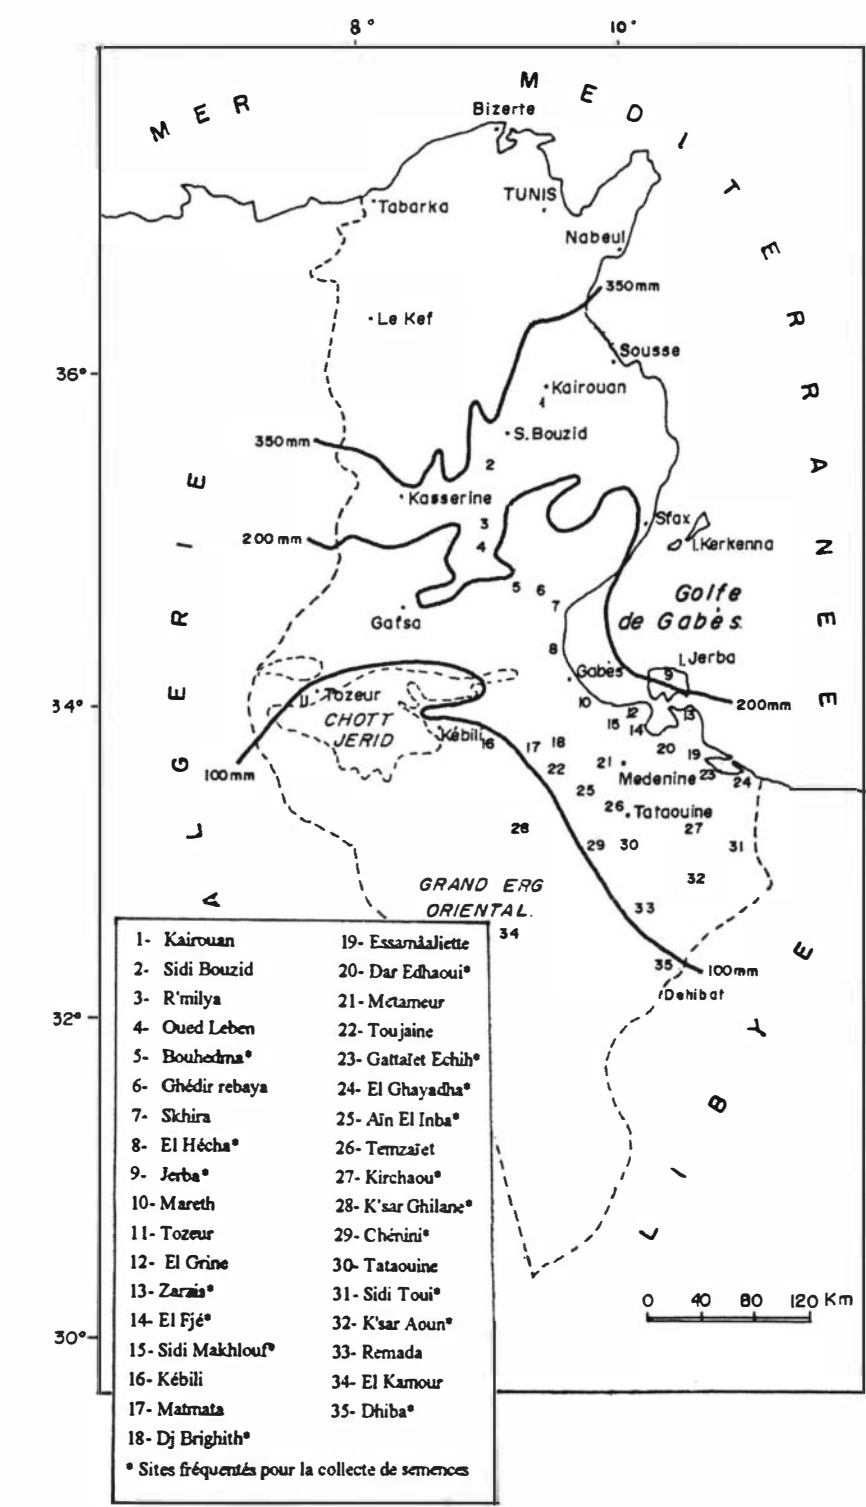 8° 10°
MER MEDITERRANEE
Bizerte
Tabarka
TUNIS
Nabeul
350mm
Le Kef
Sousse
36°
Kairouan
1
S.Bouzid
350mm
2
Kasserine
Sfax
3
200mm
4
I.Kerkenna
5 6
Golfe
7
Gafsa
de Gabès.
8
I.Jerba
Gabès
9
34°
Tozeur
11
10
200mm
12 13
CHOTT
15 14
JERID
Kébili
16
17 18
20
19
100mm
22
21
Medenine
23 24
25
26
Tataouine
28
27
29 30
31
GRAND ERG
32
ORIENTAL.
33
34
35
100mm
Dehibat
ALGERIE
LIBYE
32°
30°
0 40 80 120 Km
1- Kairouan
2- Sidi Bouzid
3- R'milya
4- Oued Leben
5- Bouhedma*
6- Ghédir rebaya
7- Skhira
8- El Hécha*
9- Jerba*
10- Mareth
11- Tozeur
12- El Grine
13- Zarais*
14- El Fjé*
15- Sidi Makhlouf*
16- Kébili
17- Matmata
18- Dj Brighith*
19- Essamâaliette
20- Dar Edhaoui*
21- Métameur
22- Toujaine
23- Gattaïet Echih*
24- El Ghayadha*
25- Aïn El Inba*
26- Temzaïet
27- Kirchaou*
28- K'sar Ghilane*
29- Chénini*
30- Tataouine
31- Sidi Toui*
32- K'sar Aoun*
33- Remada
34- El Kamour
35- Dhiba*
* Sites fréquentés pour la collecte de semences